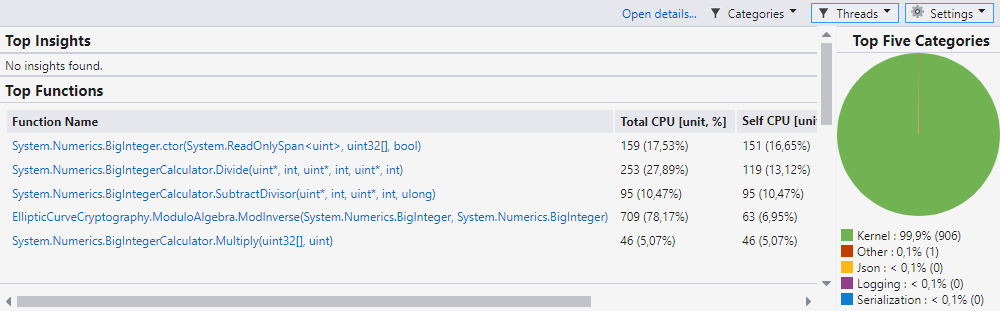 Open details... Categories Threads Settings
Top Insights
No insights found.
Top Functions
Function Name Total CPU [unit, %] Self CPU [uni
System.Numerics.BigInteger.ctor(System.ReadOnlySpan<uint>, uint32[], bool) 159 (17,53%) 151 (16,65%)
System.Numerics.BigIntegerCalculator.Divide(uint*, int, uint*, int, uint*, int) 253 (27,89%) 119 (13,12%)
System.Numerics.BigIntegerCalculator.SubtractDivisor(uint*, int, uint*, int, ulong) 95 (10,47%) 95 (10,47%)
EllipticCurveCryptography.ModuloAlgebra.ModInverse(System.Numerics.BigInteger, System.Numerics.BigInteger) 709 (78,17%) 63 (6,95%)
System.Numerics.BigIntegerCalculator.Multiply(uint32[], uint) 46 (5,07%) 46 (5,07%)
Top Five Categories
Kernel : 99,9% (906)
Other : 0,1% (1)
Json : < 0,1% (0)
Logging : < 0,1% (0)
Serialization : < 0,1% (0)